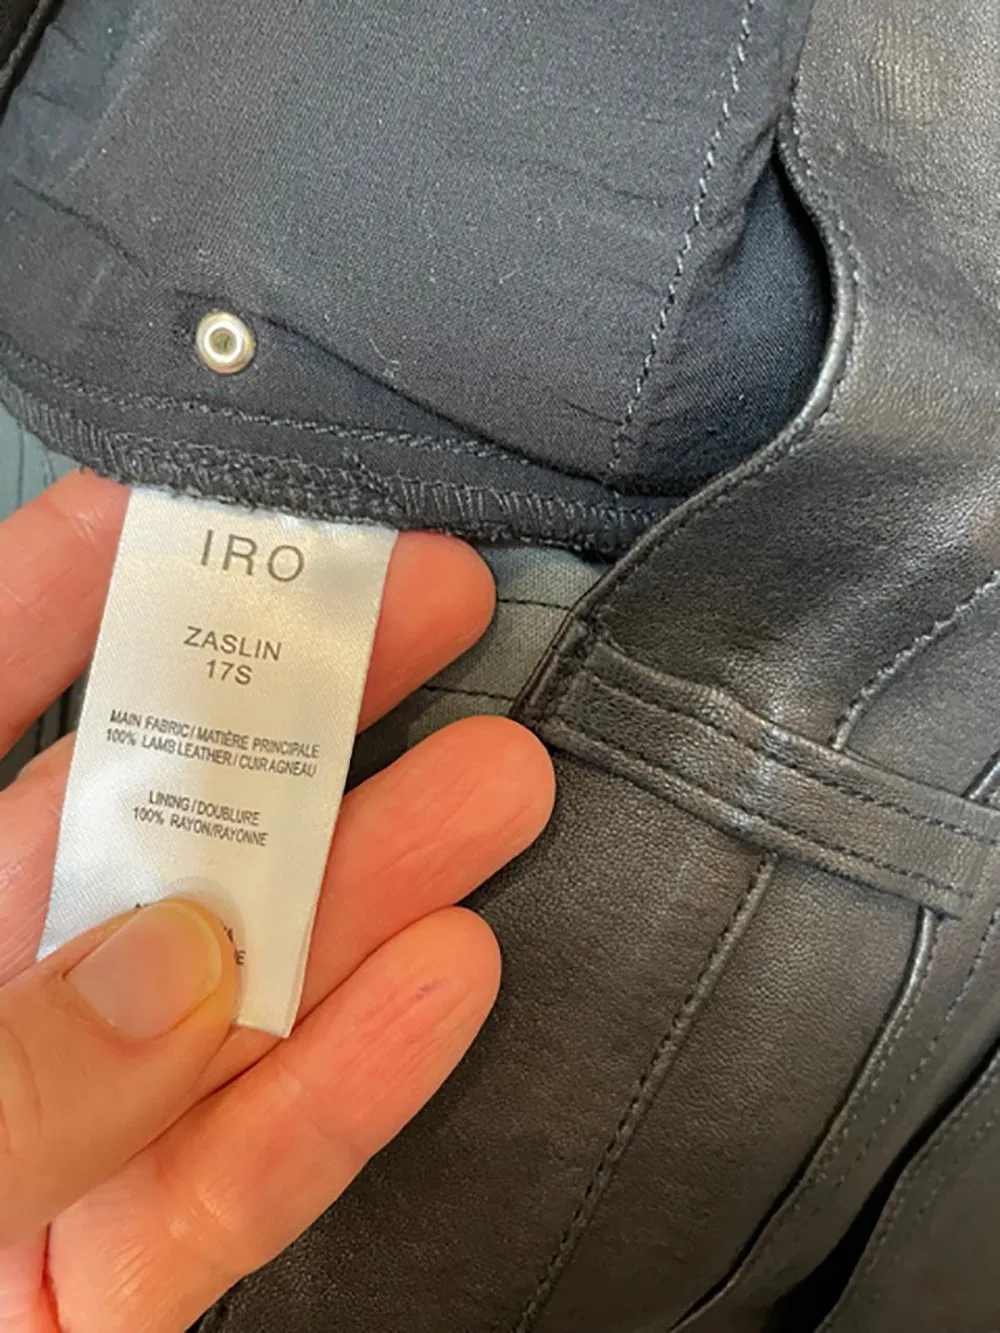 IRO
ZASLIN
17S
MAIN FABRIC / MATIÈRE PRINCIPALE
100% LAMB LEATHER / CUIR AGNEAU
LINING / DOUBLURE
100% RAYON/RAYONNE